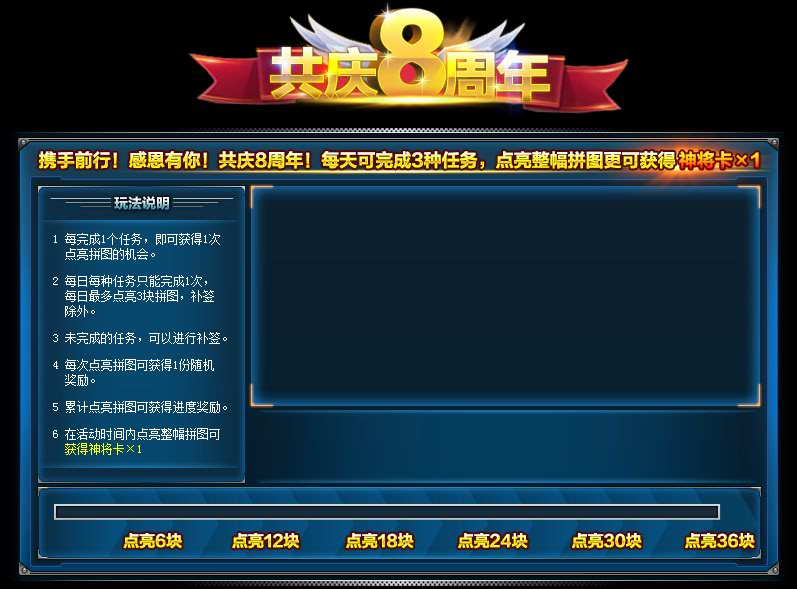 共庆8周年
携手前行！感恩有你！共庆8周年！每天可完成3种任务，点亮整幅拼图更可获得神将卡×1
玩法说明
1 每完成1个任务，即可获得1次
点亮拼图的机会。
2 每日每种任务只能完成1次，
每日最多点亮3块拼图，补签
除外。
3 未完成的任务，可以进行补签。
4 每次点亮拼图可获得1份随机
奖励。
5 累计点亮拼图可获得进度奖励。
6 在活动时间内点亮整幅拼图可
获得神将卡×1
点亮6块 点亮12块 点亮18块 点亮24块 点亮30块 点亮36块